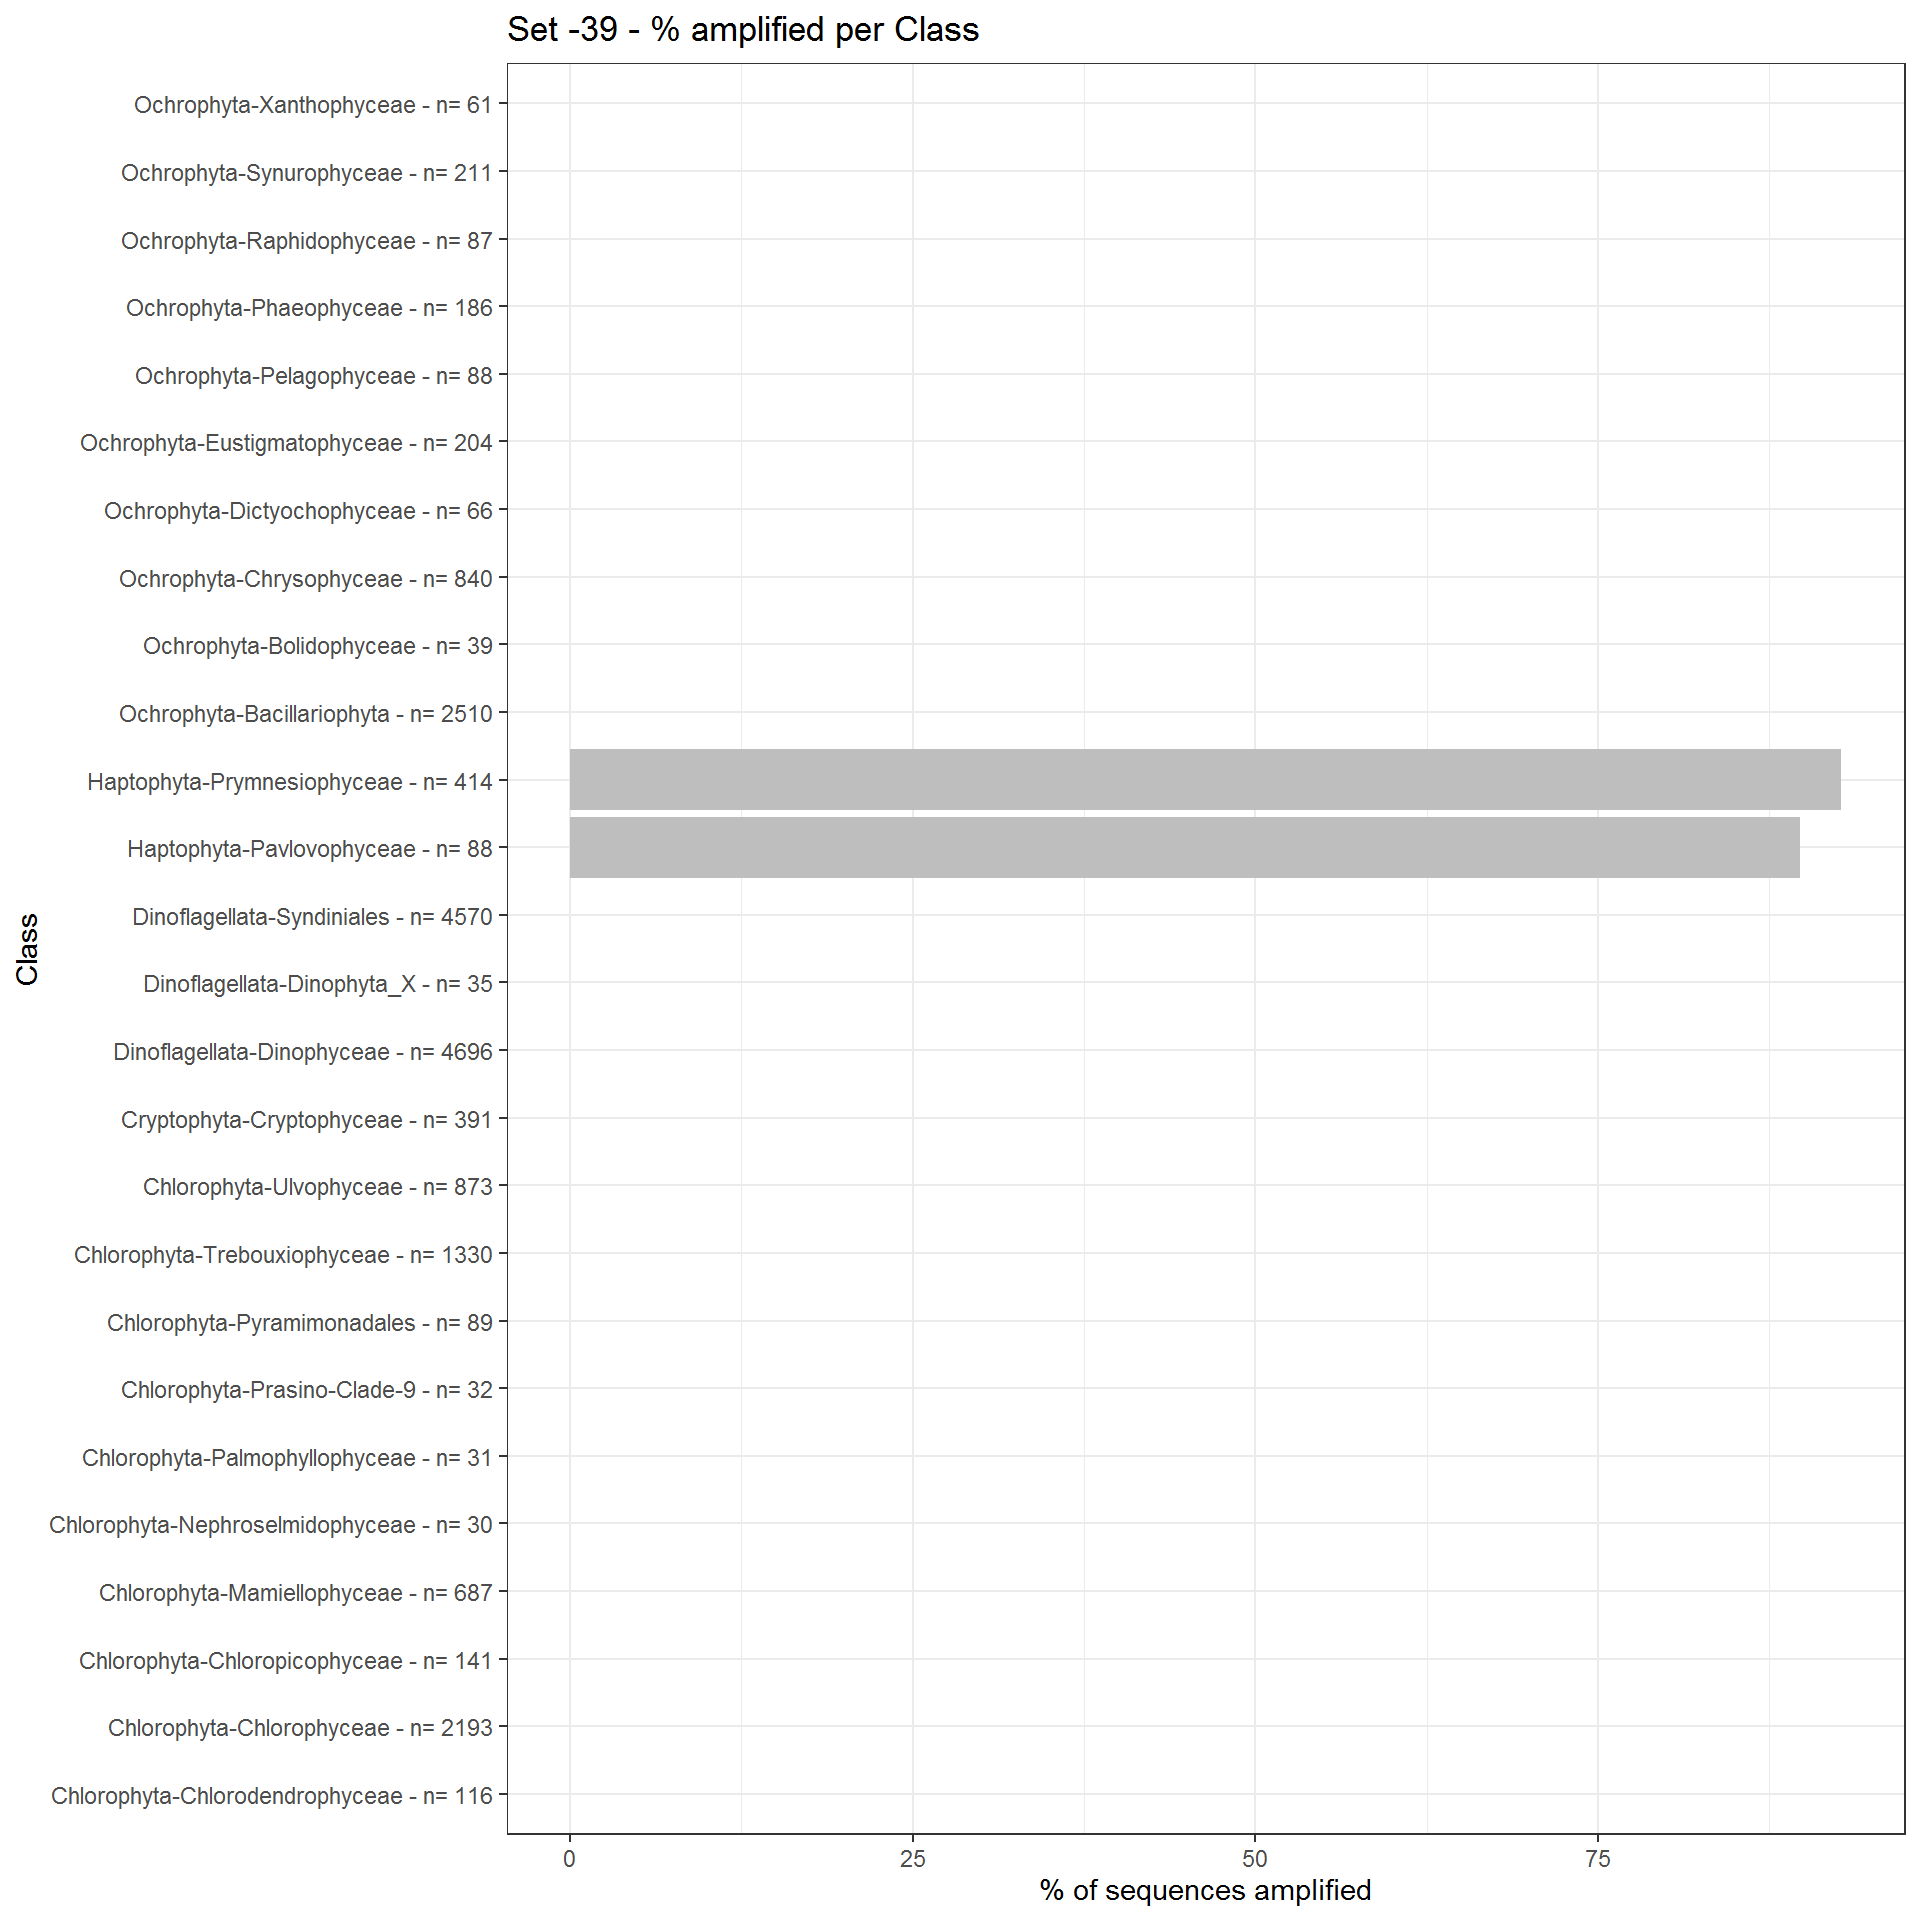 Set -39 - % amplified per Class
Ochrophyta-Xanthophyceae - n= 61
Ochrophyta-Synurophyceae - n= 211
Ochrophyta-Raphidophyceae - n= 87
Ochrophyta-Phaeophyceae - n= 186
Ochrophyta-Pelagophyceae - n= 88
Ochrophyta-Eustigmatophyceae - n= 204
Ochrophyta-Dictyochophyceae - n= 66
Ochrophyta-Chrysophyceae - n= 840
Ochrophyta-Bolidophyceae - n= 39
Ochrophyta-Bacillariophyta - n= 2510
Haptophyta-Prymnesiophyceae - n= 414
Haptophyta-Pavlovophyceae - n= 88
Dinoflagellata-Syndiniales - n= 4570
Dinoflagellata-Dinophyta_X - n= 35
Dinoflagellata-Dinophyceae - n= 4696
Cryptophyta-Cryptophyceae - n= 391
Chlorophyta-Ulvophyceae - n= 873
Chlorophyta-Trebouxiophyceae - n= 1330
Chlorophyta-Pyramimonadales - n= 89
Chlorophyta-Prasino-Clade-9 - n= 32
Chlorophyta-Palmophyllophyceae - n= 31
Chlorophyta-Nephroselmidophyceae - n= 30
Chlorophyta-Mamiellophyceae - n= 687
Chlorophyta-Chloropicophyceae - n= 141
Chlorophyta-Chlorophyceae - n= 2193
Chlorophyta-Chlorodendrophyceae - n= 116
Class
0 25 50 75
% of sequences amplified